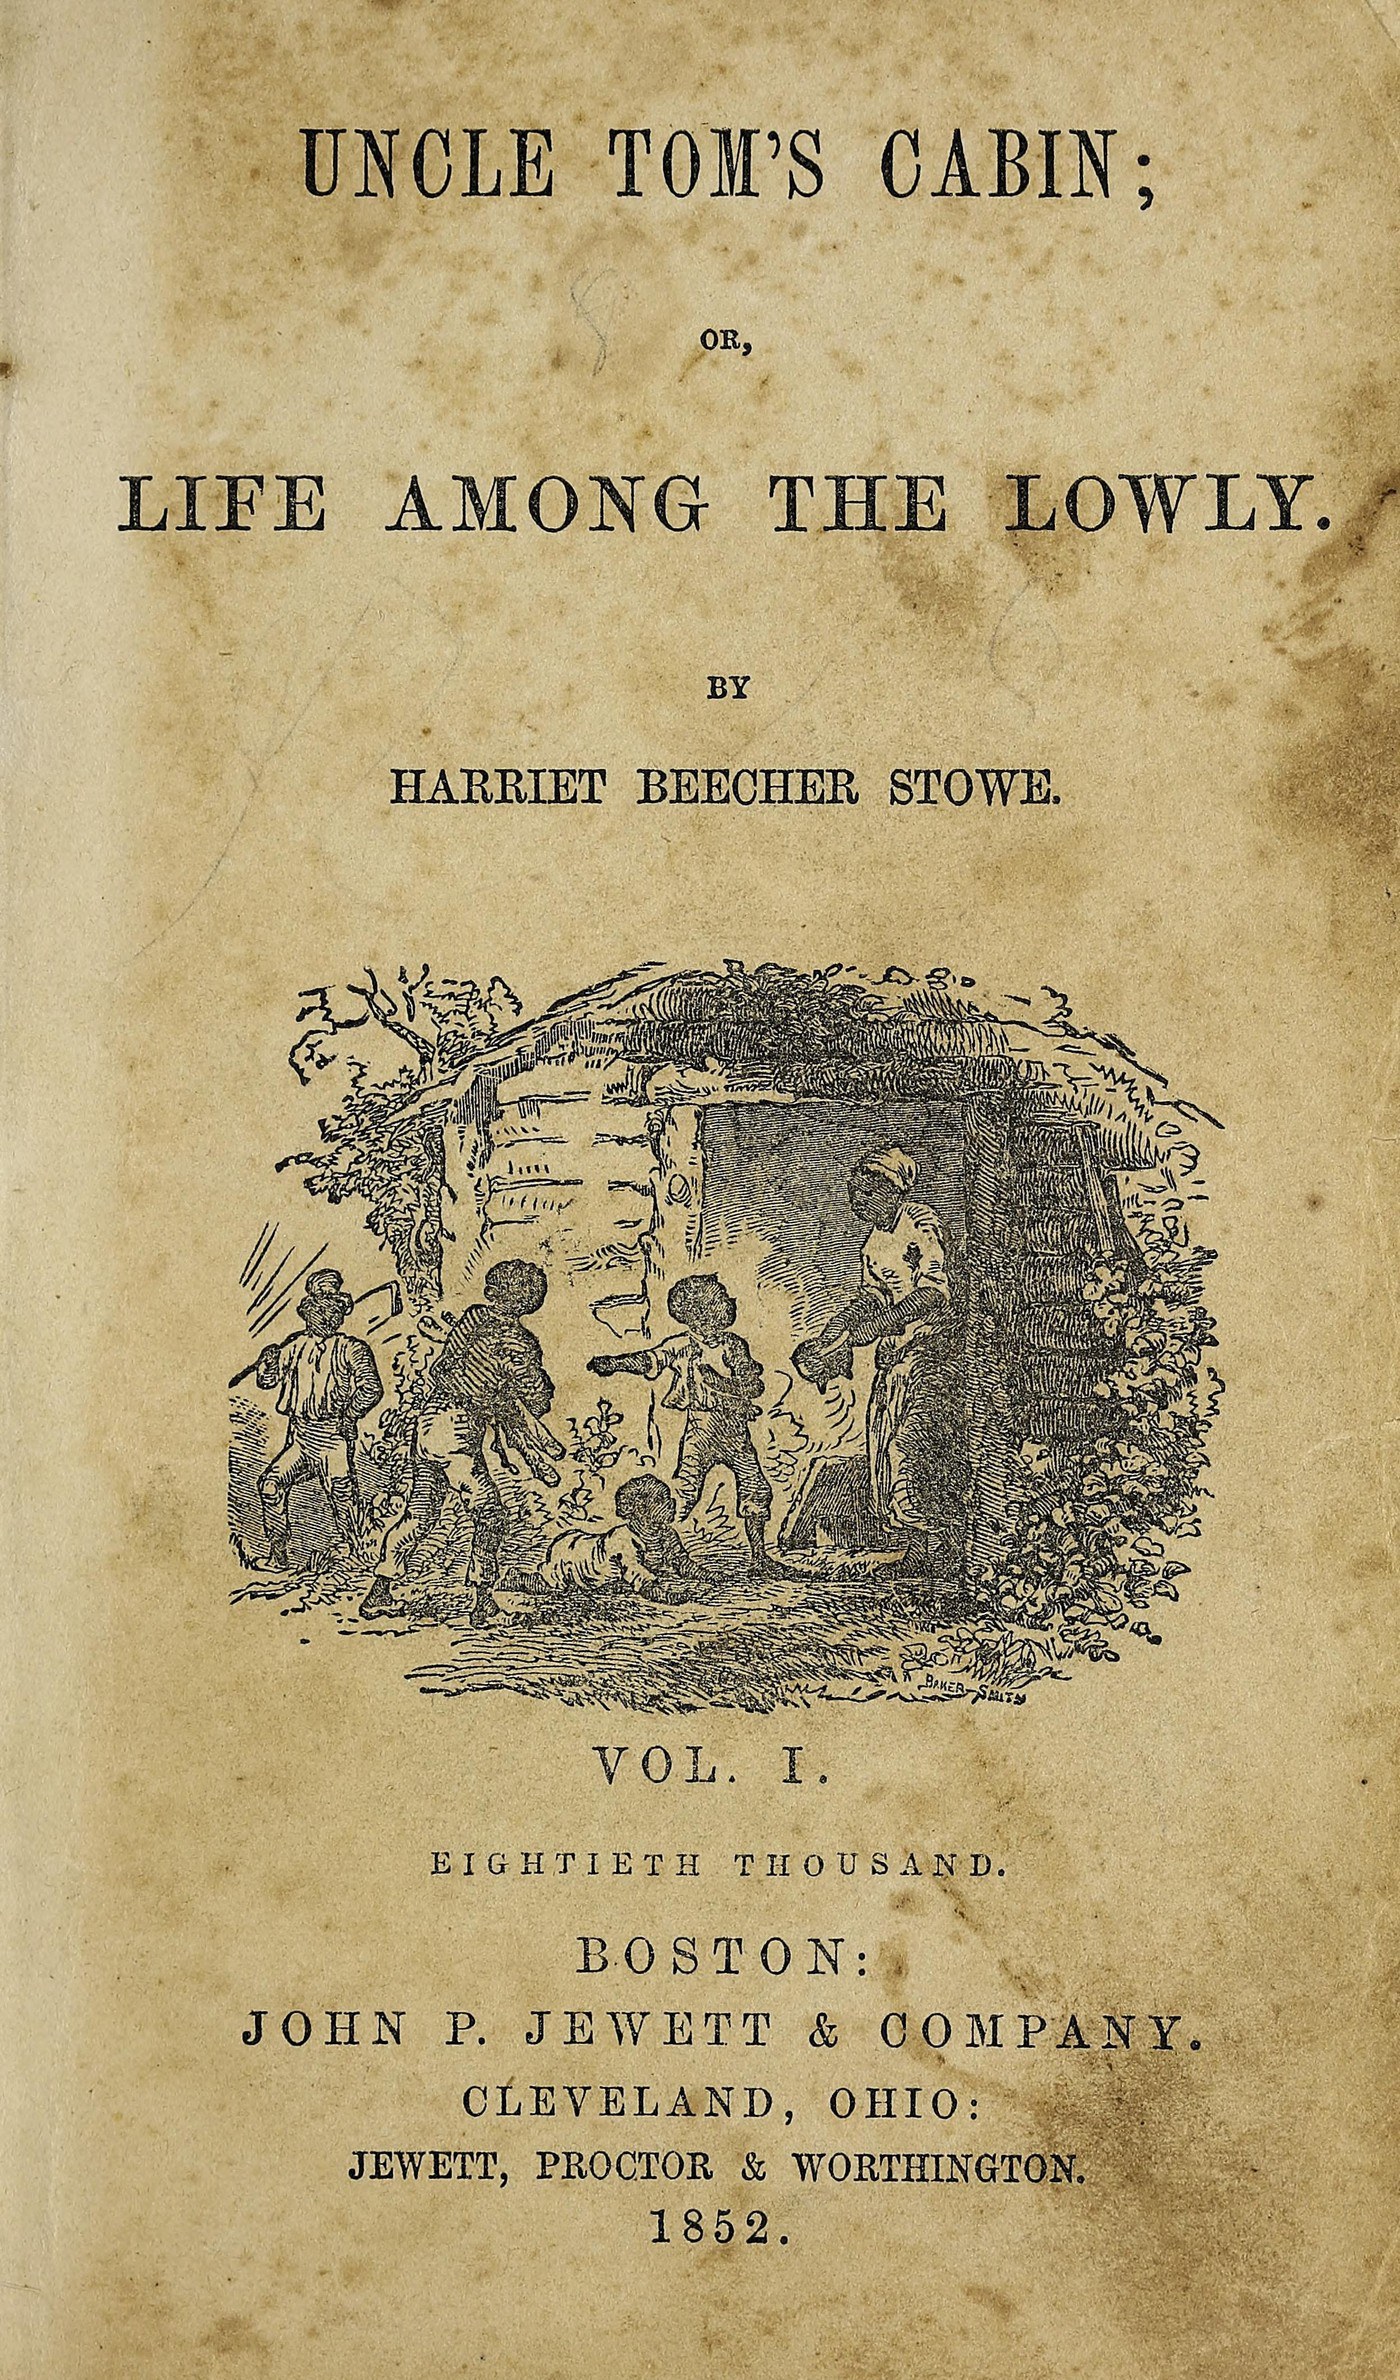 UNCLE TOM'S CABIN;
OR,
LIFE AMONG THE LOWLY.
BY
HARRIET BEECHER STOWE.
BAKER-SMITH
VOL. I.
EIGHTIETH THOUSAND.
BOSTON:
JOHN P. JEWETT & COMPANY.
CLEVELAND, OHIO:
JEWETT, PROCTOR & WORTHINGTON.
1852.